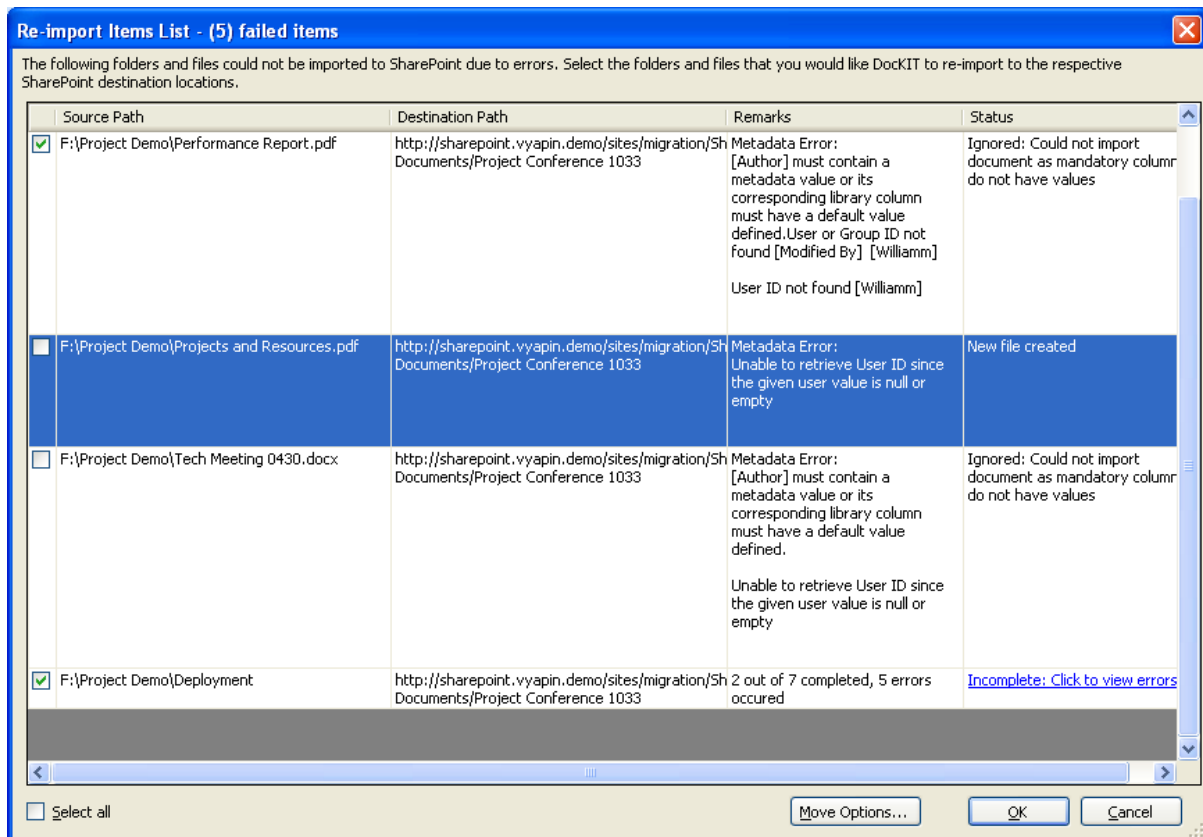 Re-import Items List - (5) failed items
The following folders and files could not be imported to SharePoint due to errors. Select the folders and files that you would like DocKIT to re-import to the respective
SharePoint destination locations.
Source Path Destination Path Remarks Status
F:\Project Demo\Performance Report.pdf http://sharepoint.vyapin.demo/sites/migration/Sh Metadata Error: Ignored: Could not import
Documents/Project Conference 1033 [Author] must contain a document as mandatory column
metadata value or its do not have values
corresponding library column
must have a default value
defined.User or Group ID not
found [Modified By] [Williamm]
User ID not found [Williamm]
F:\Project Demo\Projects and Resources.pdf http://sharepoint.vyapin.demo/sites/migration/Sh Metadata Error: New file created
Documents/Project Conference 1033 Unable to retrieve User ID since
the given user value is null or
empty
F:\Project Demo\Tech Meeting 0430.docx http://sharepoint.vyapin.demo/sites/migration/Sh Metadata Error: Ignored: Could not import
Documents/Project Conference 1033 [Author] must contain a document as mandatory column
metadata value or its do not have values
corresponding library column
must have a default value
defined.
Unable to retrieve User ID since
the given user value is null or
empty
F:\Project Demo\Deployment http://sharepoint.vyapin.demo/sites/migration/Sh 2 out of 7 completed, 5 errors Incomplete: Click to view errors
Documents/Project Conference 1033 occured
Select all Move Options... OK Cancel